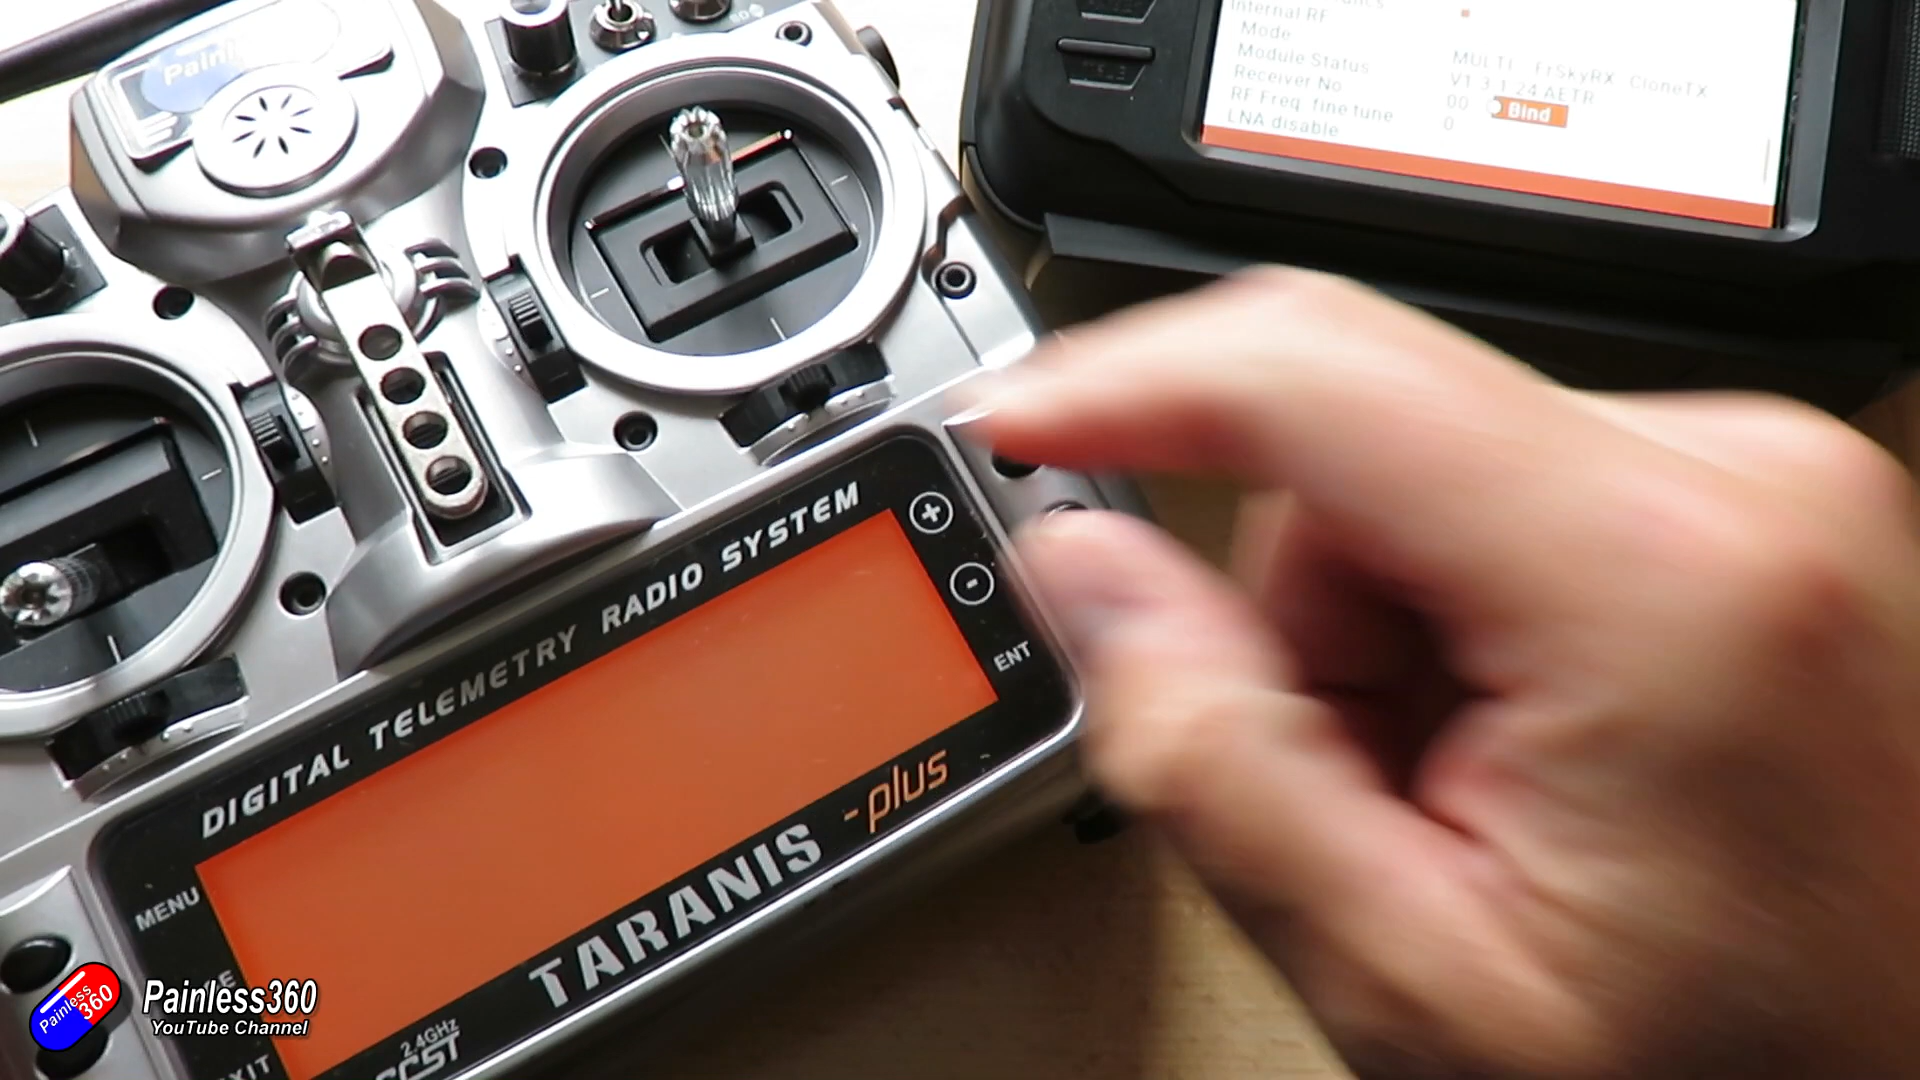 Internal RF
Mode MULTI FrSkyRX CloneTX
Module Status V1.3.1.24 AETR
Receiver No 00 Bind
RF Freq. fine tune 0
LNA disable
Pain
SD
DIGITAL TELEMETRY RADIO SYSTEM
+
-
ENT
MENU
TARANIS -plus
2.4GHz
Painless360
Painless360
YouTube Channel